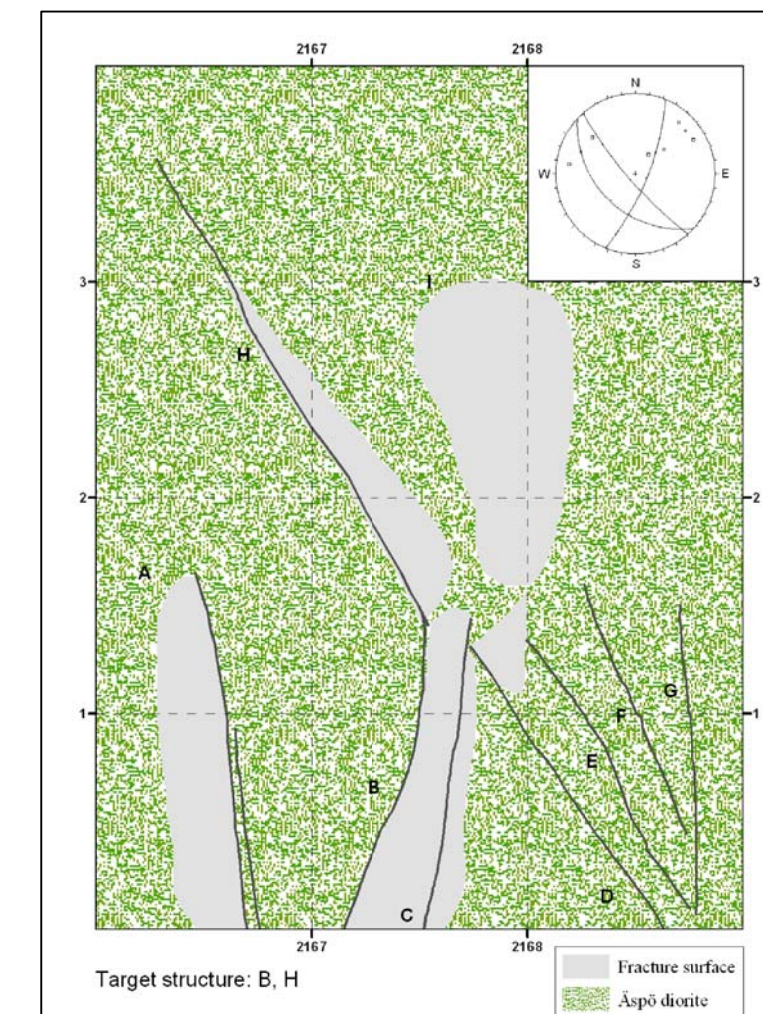 2167 2168
N
W E
S
3 I 3
H
2 2
A
1 G 1
F
E
B
D
C
2167 2168
Target structure: B, H
Fracture surface
Äspö diorite